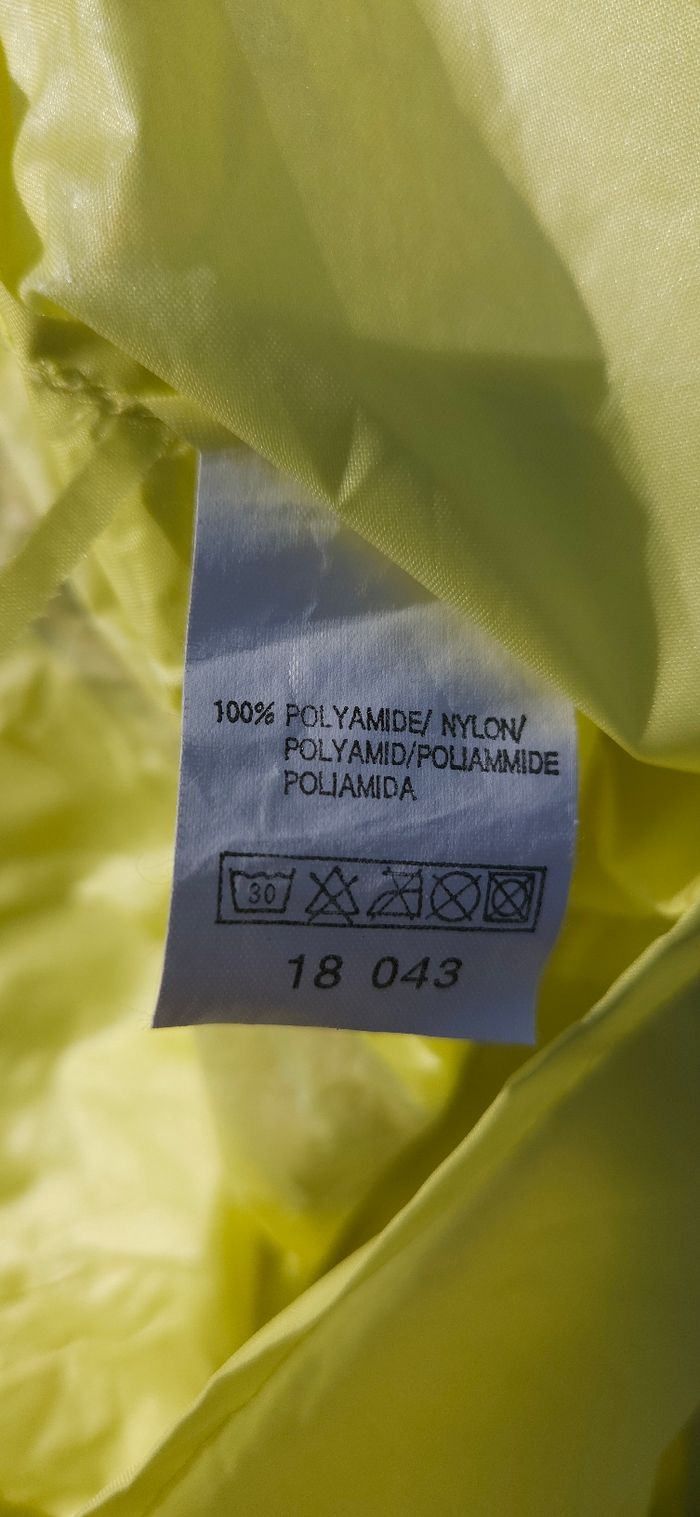 100% POLYAMIDE/ NYLON/
POLYAMID/POLIAMMIDE
POLIAMIDA
30
18 043